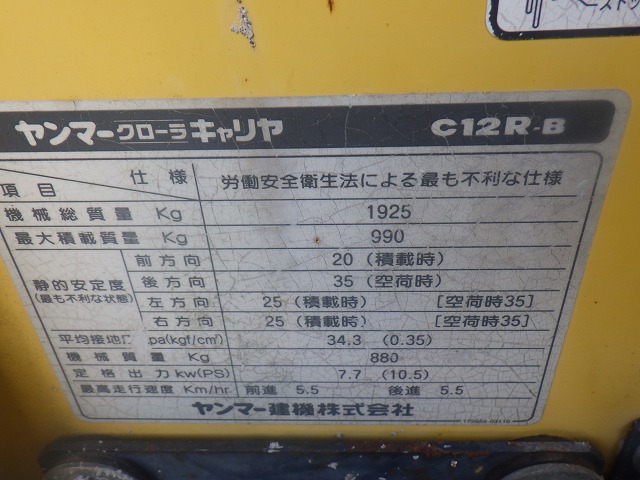 ヤンマークローラキャリヤ C12R-B
項目 仕様 労働安全衛生法による最も不利な仕様
機械総質量 Kg 1925
最大積載質量 Kg 990
静的安定度 (最も不利な状態)
前方向 20 (積載時)
後方向 35 (空荷時)
左方向 25 (積載時) [空荷時35]
右方向 25 (積載時) [空荷時35]
平均接地 pa(kgf/cm²) 34.3 (0.35)
機械質量 Kg 880
定格出力 kw(PS) 7.7 (10.5)
最高走行速度 Km/hr 前進 5.5 後進 5.5
ヤンマー建機株式会社